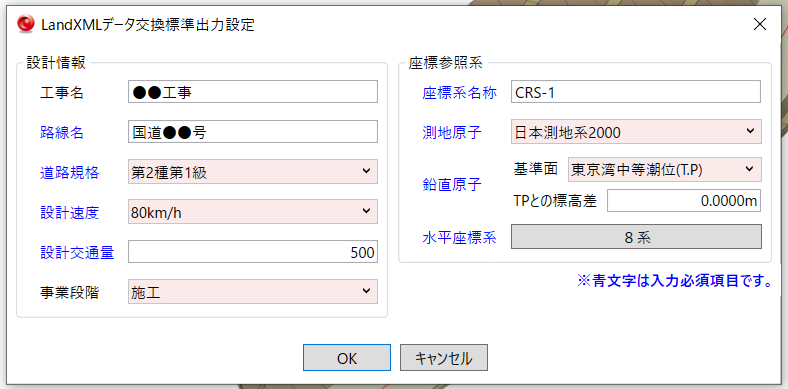 LandXMLデータ交換標準出力設定
設計情報
工事名 ●●工事
路線名 国道●●号
道路規格 第2種第1級
設計速度 80km/h
設計交通量 500
事業段階 施工
座標参照系
座標系名称 CRS-1
測地原子 日本測地系2000
鉛直原子
基準面 東京湾中等潮位(T.P)
TPとの標高差 0.0000m
水平座標系 8 系
※青文字は入力必須項目です。
OK キャンセル